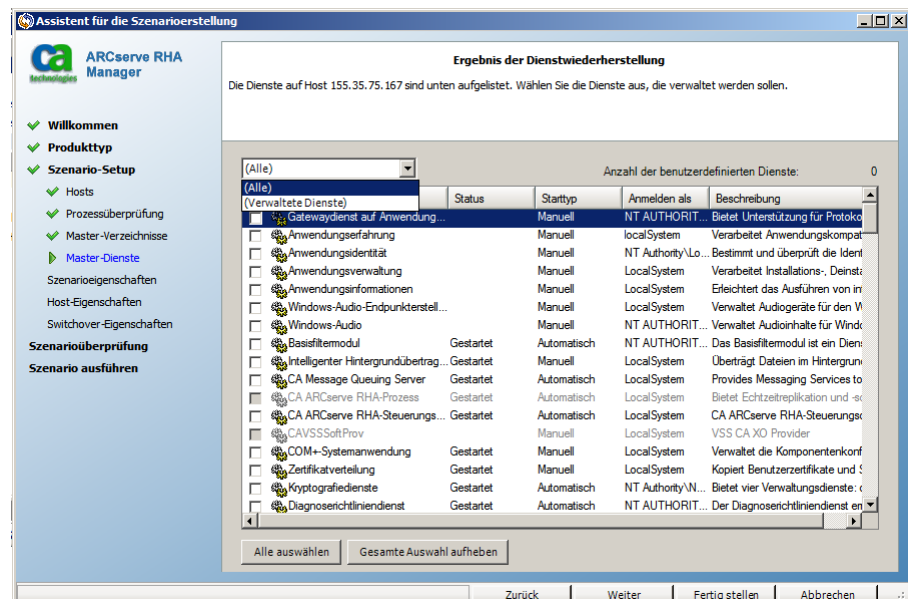 Assistent für die Szenarioerstellung
ca
technologies
ARCserve RHA
Manager
Willkommen
Produkttyp
Szenario-Setup
Hosts
Prozessüberprüfung
Master-Verzeichnisse
Master-Dienste
Szenarioeigenschaften
Host-Eigenschaften
Switchover-Eigenschaften
Szenarioüberprüfung
Szenario ausführen
Ergebnis der Dienstwiederherstellung
Die Dienste auf Host 155.35.75.167 sind unten aufgelistet. Wählen Sie die Dienste aus, die verwaltet werden sollen.
(Alle) Anzahl der benutzerdefinierten Dienste: 0
(Alle)
(Verwaltete Dienste)
Status Starttyp Anmelden als Beschreibung
Gatewaydienst auf Anwendung... Manuell NT AUTHORIT... Bietet Unterstützung für Protoko
Anwendungserfahrung Manuell localSystem Verarbeitet Anwendungskompat
Anwendungsidentität Manuell NT Authority\Lo... Bestimmt und überprüft die Ident
Anwendungsverwaltung Manuell LocalSystem Verarbeitet Installations-, Deinsta
Anwendungsinformationen Manuell LocalSystem Erleichtert das Ausführen von in
Windows-Audio-Endpunkterstell... Manuell LocalSystem Verwaltet Audiogeräte für den W
Windows-Audio Manuell NT AUTHORIT... Verwaltet Audioinhalte für Windo
Basisfiltermodul Gestartet Automatisch NT AUTHORIT... Das Basisfiltermodul ist ein Diens
Intelligenter Hintergrundübertrag... Gestartet Manuell LocalSystem Überträgt Dateien im Hintergrun
CA Message Queuing Server Gestartet Automatisch LocalSystem Provides Messaging Services to
CA ARCserve RHA-Prozess Gestartet Automatisch LocalSystem Bietet Echtzeitreplikation und -sc
CA ARCserve RHA-Steuerungs... Gestartet Automatisch LocalSystem CA ARCserve RHA-Steuerungsd
CAVSSSoftProv Manuell LocalSystem VSS CA XO Provider
COM+-Systemanwendung Gestartet Manuell LocalSystem Verwaltet die Komponentenkonf
Zertifikatverteilung Gestartet Manuell LocalSystem Kopiert Benutzerzertifikate und S
Kryptografiedienste Gestartet Automatisch NT Authority\N... Bietet vier Verwaltungsdienste:
Diagnoserichtliniendienst Gestartet Automatisch NT AUTHORIT... Der Diagnoserichtliniendienst em
Alle auswählen Gesamte Auswahl aufheben
Zurück Weiter Fertig stellen Abbrechen